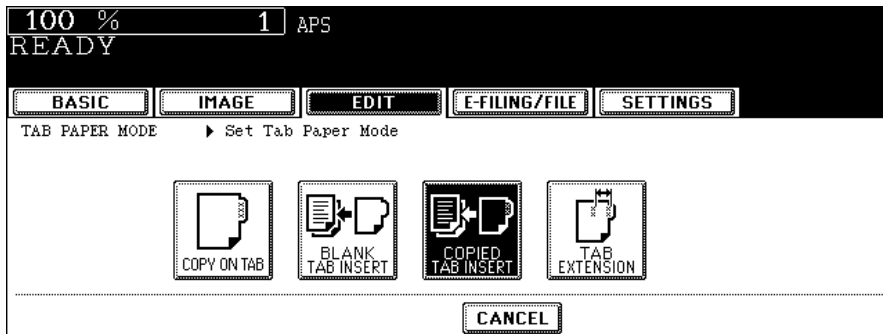 100 % 1 APS
READY
BASIC IMAGE EDIT E-FILING/FILE SETTINGS
TAB PAPER MODE ▶ Set Tab Paper Mode
COPY ON TAB
BLANK
TAB INSERT
COPIED
TAB INSERT
TAB
EXTENSION
CANCEL